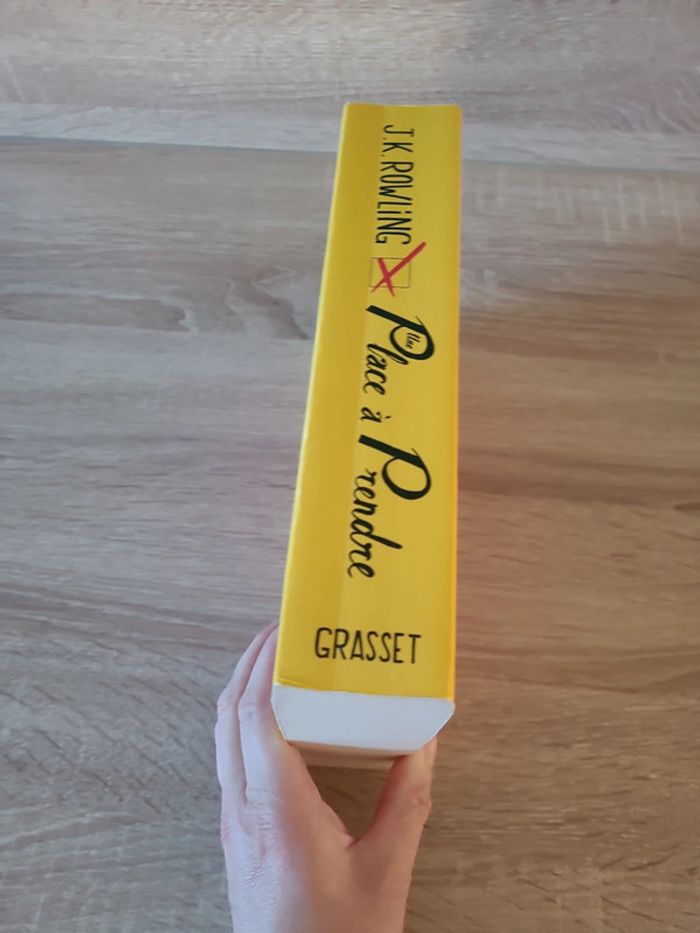 J.K. ROWLING
Une Place à Prendre
GRASSET